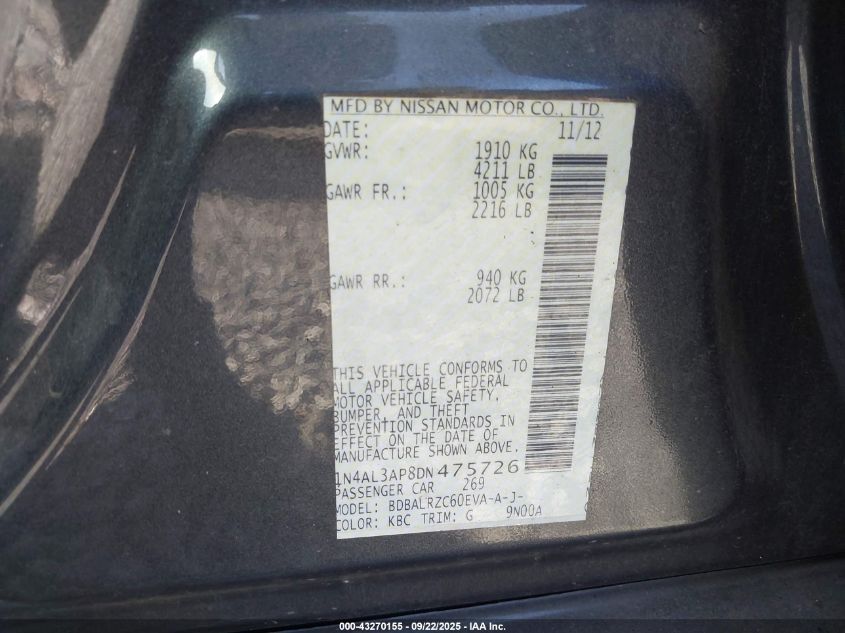 MFD BY NISSAN MOTOR CO., LTD.
DATE: 11/12
GVWR: 1910 KG
4211 LB
GAWR FR.: 1005 KG
2216 LB
GAWR RR.: 940 KG
2072 LB
THIS VEHICLE CONFORMS TO
ALL APPLICABLE FEDERAL
MOTOR VEHICLE SAFETY,
BUMPER, AND THEFT
PREVENTION STANDARDS IN
EFFECT ON THE DATE OF
MANUFACTURE SHOWN ABOVE.
1N4AL3AP8DN475726
PASSENGER CAR 269
MODEL: BDBALRZC60EVA-A-J-
COLOR: KBC TRIM: G 9N00A
000-43270155 - 09/22/2025 - IAA Inc.